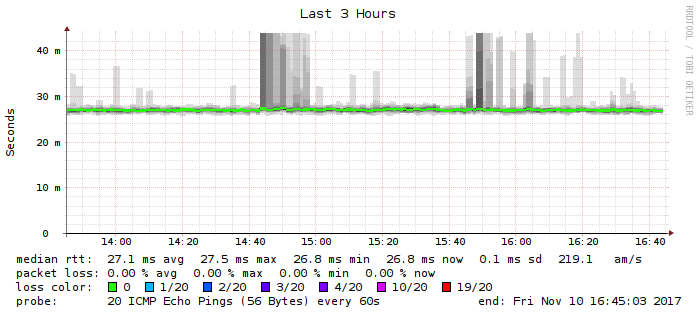 Last 3 Hours
RRDTOOL / TOBI OETIKER
Seconds
40 m
30 m
20 m
10 m
0
14:00 14:20 14:40 15:00 15:20 15:40 16:00 16:20 16:40
median rtt: 27.1 ms avg 27.5 ms max 26.8 ms min 26.8 ms now 0.1 ms sd 219.1 am/s
packet loss: 0.00 % avg 0.00 % max 0.00 % min 0.00 % now
loss color: 0 1/20 2/20 3/20 4/20 10/20 19/20
probe: 20 ICMP Echo Pings (56 Bytes) every 60s end: Fri Nov 10 16:45:03 2017